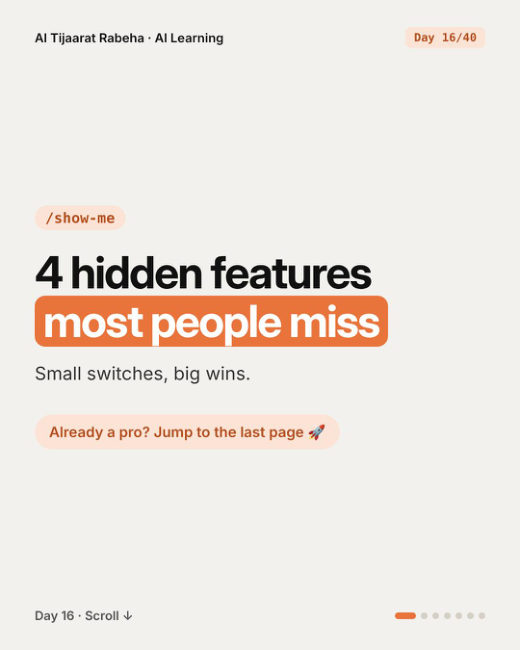 AI Tijaarat Rabeha · AI Learning
Day 16/40
/show-me
4 hidden features
most people miss
Small switches, big wins.
Already a pro? Jump to the last page 🚀
Day 16 · Scroll ↓